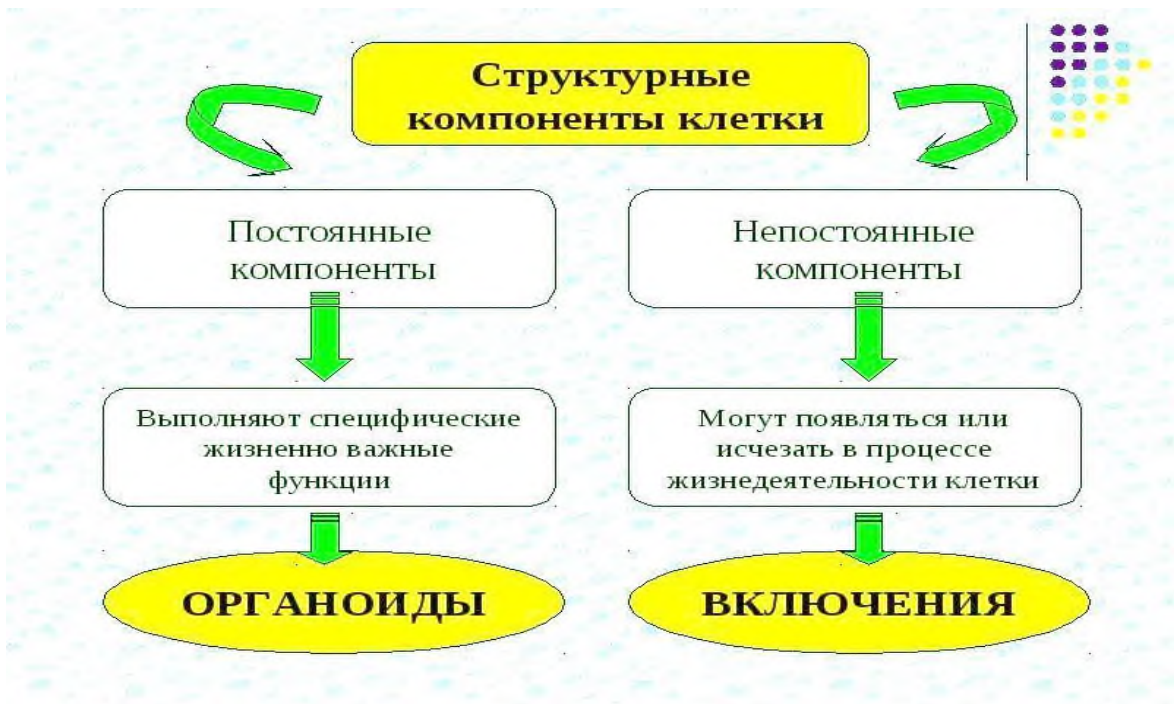 Структурные
компоненты клетки
Постоянные
компоненты
Непостоянные
компоненты
Выполняют специфические
жизненно важные
функции
Могут появляться или
исчезать в процессе
жизнедеятельности клетки
ОРГАНОИДЫ
ВКЛЮЧЕНИЯ